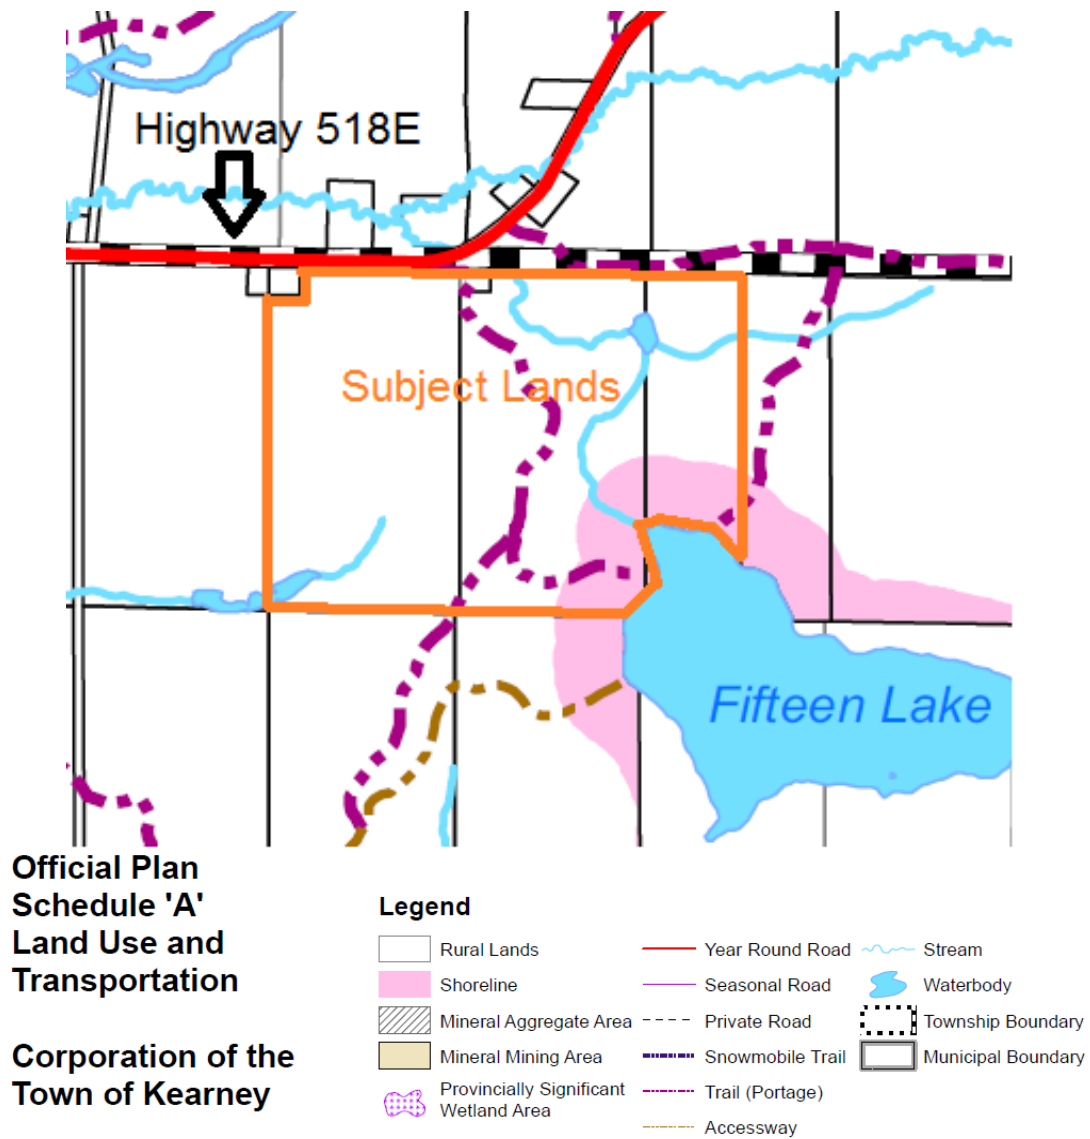 Highway 518E
Subject Lands
Fifteen Lake
Official Plan
Schedule 'A'
Land Use and
Transportation
Corporation of the
Town of Kearney
Legend
Rural Lands
Shoreline
Mineral Aggregate Area
Mineral Mining Area
Provincially Significant
Wetland Area
Year Round Road
Seasonal Road
Private Road
Snowmobile Trail
Trail (Portage)
Accessway
Stream
Waterbody
Township Boundary
Municipal Boundary